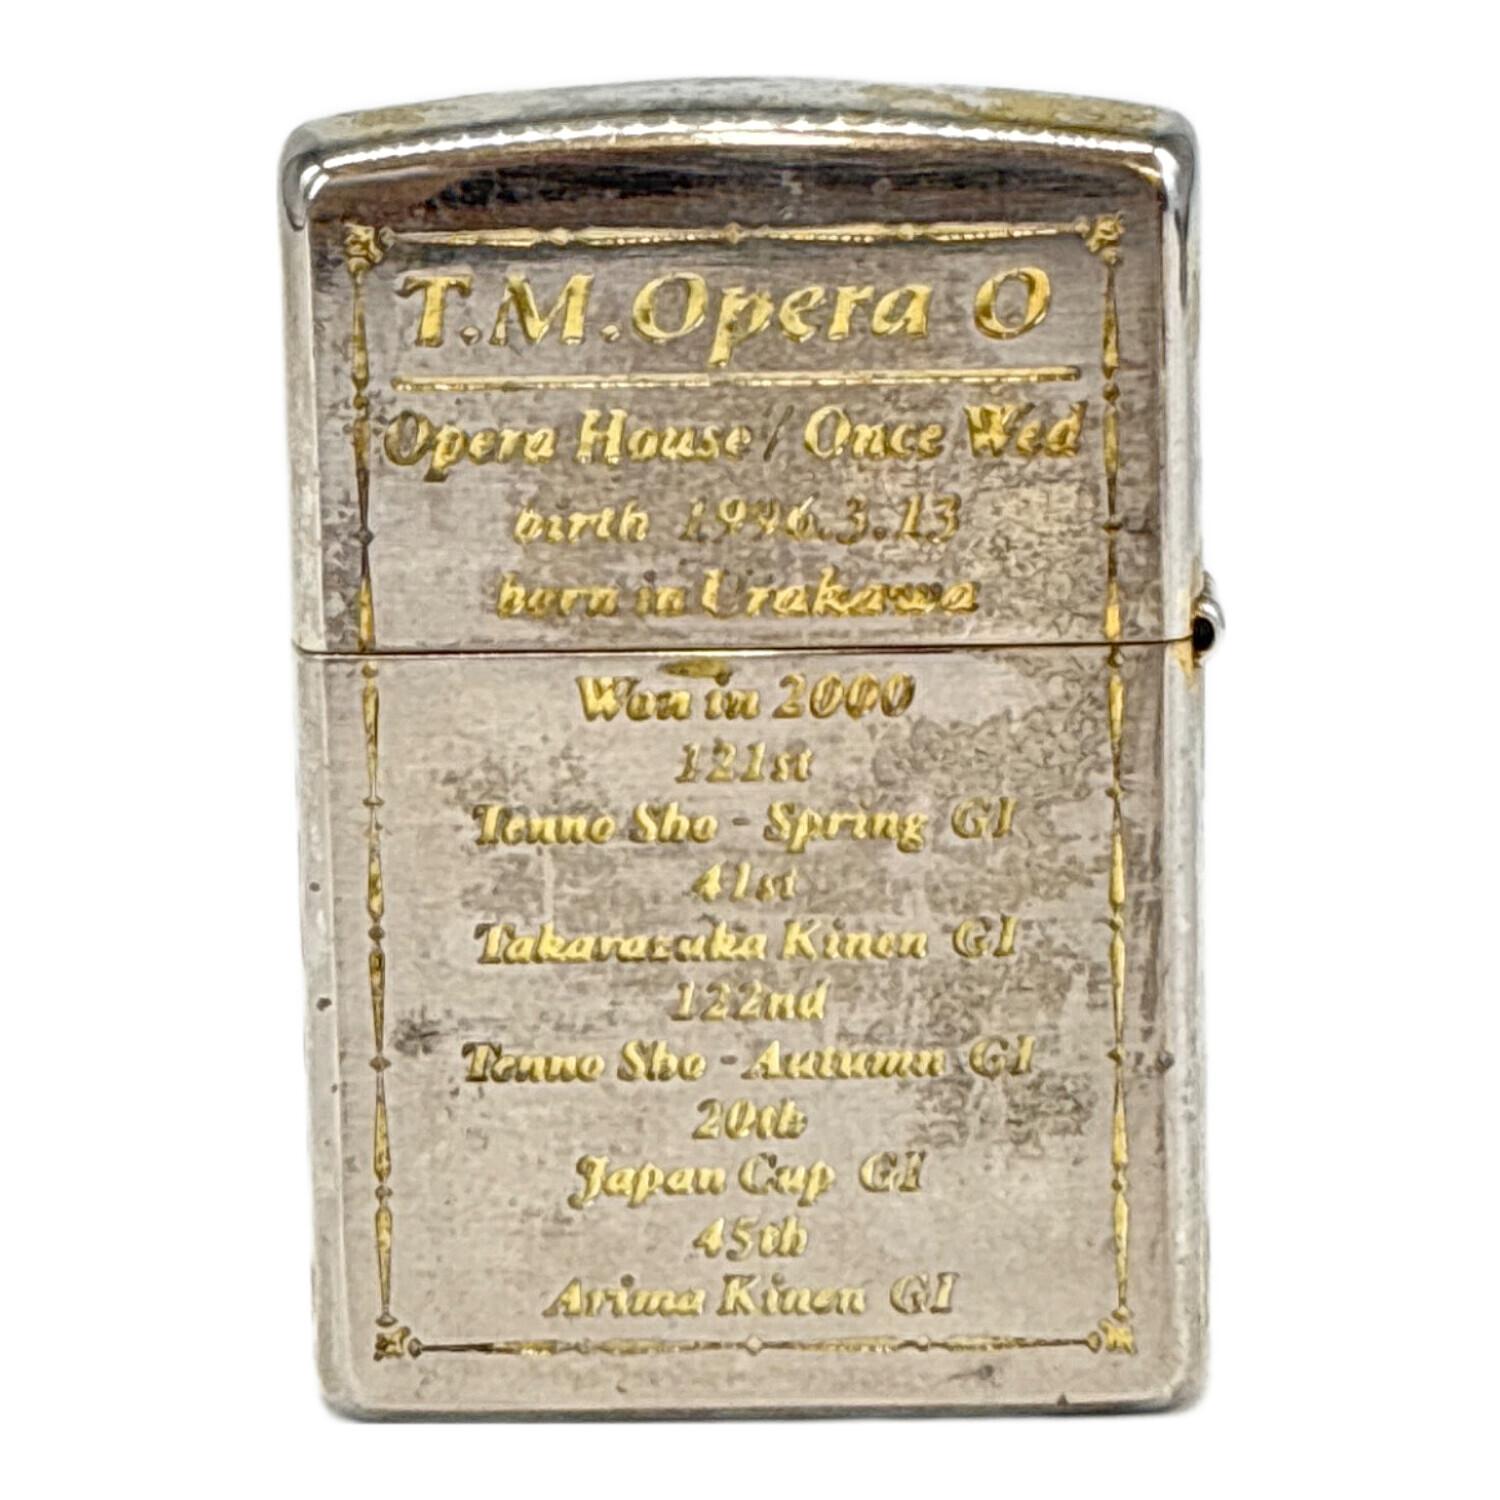 T.M.Opera O
Opera House / Once Wed
birth 1996.3.13
born in Urakawa
Won in 2000
121st
Tenno Sho - Spring GI
41st
Takarazuka Kinen GI
122nd
Tenno Sho - Autumn GI
20th
Japan Cup GI
45th
Arima Kinen GI